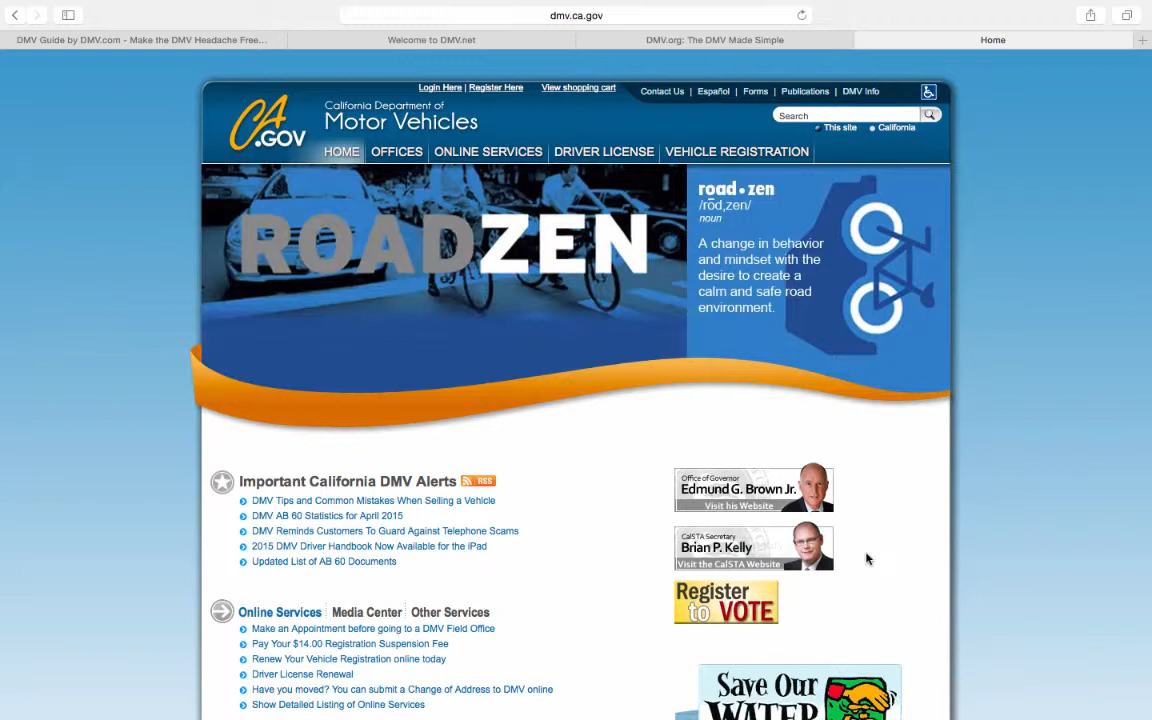 dmv.ca.gov
DMV Guide by DMV.com - Make the DMV Headache Free...
Welcome to DMV.net
DMV.org: The DMV Made Simple
Home
Login Here | Register Here
View shopping cart
Contact Us | Español | Forms | Publications | DMV Info
CA.GOV
California Department of
Motor Vehicles
Search
This site
California
HOME
OFFICES
ONLINE SERVICES
DRIVER LICENSE
VEHICLE REGISTRATION
ROADZEN
road•zen
/rōd,zen/
noun
A change in behavior
and mindset with the
desire to create a
calm and safe road
environment.
Important California DMV Alerts
RSS
DMV Tips and Common Mistakes When Selling a Vehicle
DMV AB 60 Statistics for April 2015
DMV Reminds Customers To Guard Against Telephone Scams
2015 DMV Driver Handbook Now Available for the iPad
Updated List of AB 60 Documents
Office of Governor
Edmund G. Brown Jr.
Visit his Website
CalSTA Secretary
Brian P. Kelly
Visit the CalSTA Website
Register
to VOTE
Online Services
Media Center
Other Services
Make an Appointment before going to a DMV Field Office
Pay Your $14.00 Registration Suspension Fee
Renew Your Vehicle Registration online today
Driver License Renewal
Have you moved? You can submit a Change of Address to DMV online
Show Detailed Listing of Online Services
Save Our
WATER